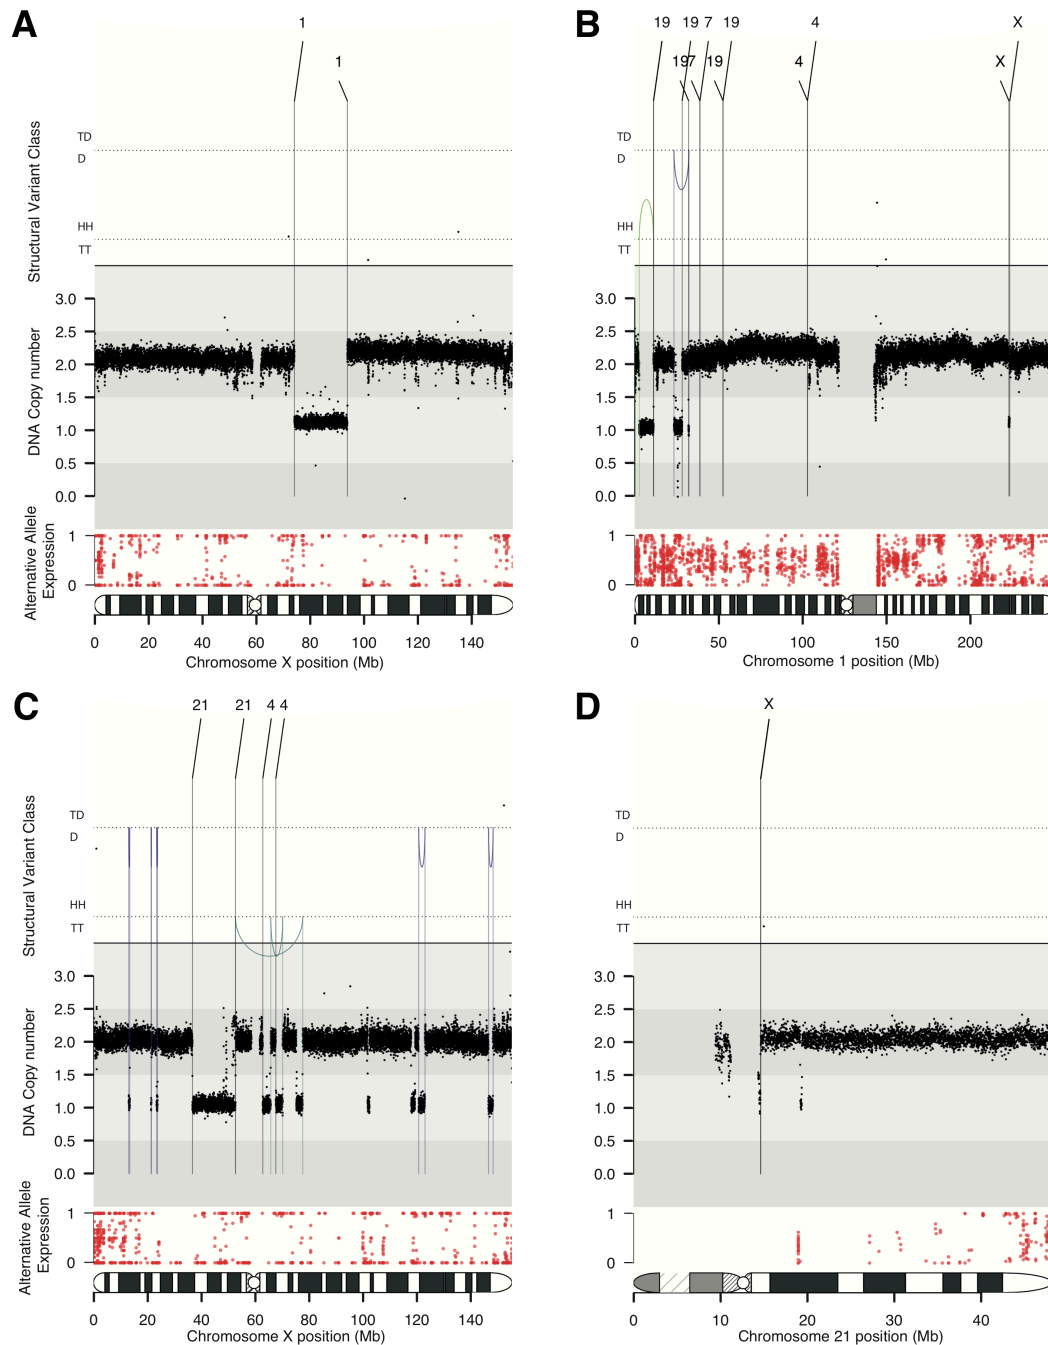 A
1
1
TD
D
HH
TT
Structural Variant Class
3.0
2.5
2.0
1.5
1.0
0.5
0.0
DNA Copy number
1
0
Alternative Allele
Expression
0 20 40 60 80 100 120 140
Chromosome X position (Mb)
B
19 19 7 19 4 X
19 7 19 4 X
TD
D
HH
TT
3.0
2.5
2.0
1.5
1.0
0.5
0.0
1
0
0 50 100 150 200
Chromosome 1 position (Mb)
C
21 21 4 4
TD
D
HH
TT
Structural Variant Class
3.0
2.5
2.0
1.5
1.0
0.5
0.0
DNA Copy number
1
0
Alternative Allele
Expression
0 20 40 60 80 100 120 140
Chromosome X position (Mb)
D
X
TD
D
HH
TT
3.0
2.5
2.0
1.5
1.0
0.5
0.0
1
0
0 10 20 30 40
Chromosome 21 position (Mb)